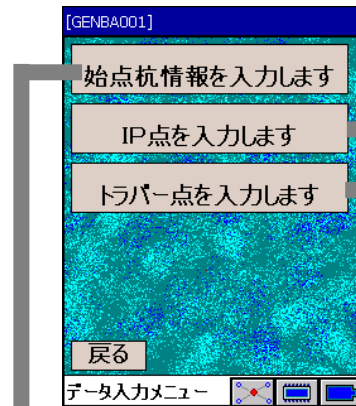 [GENBA001]
始点杭情報を入力します
IP点を入力します
トラバー点を入力します
戻る
データ入力メニュー